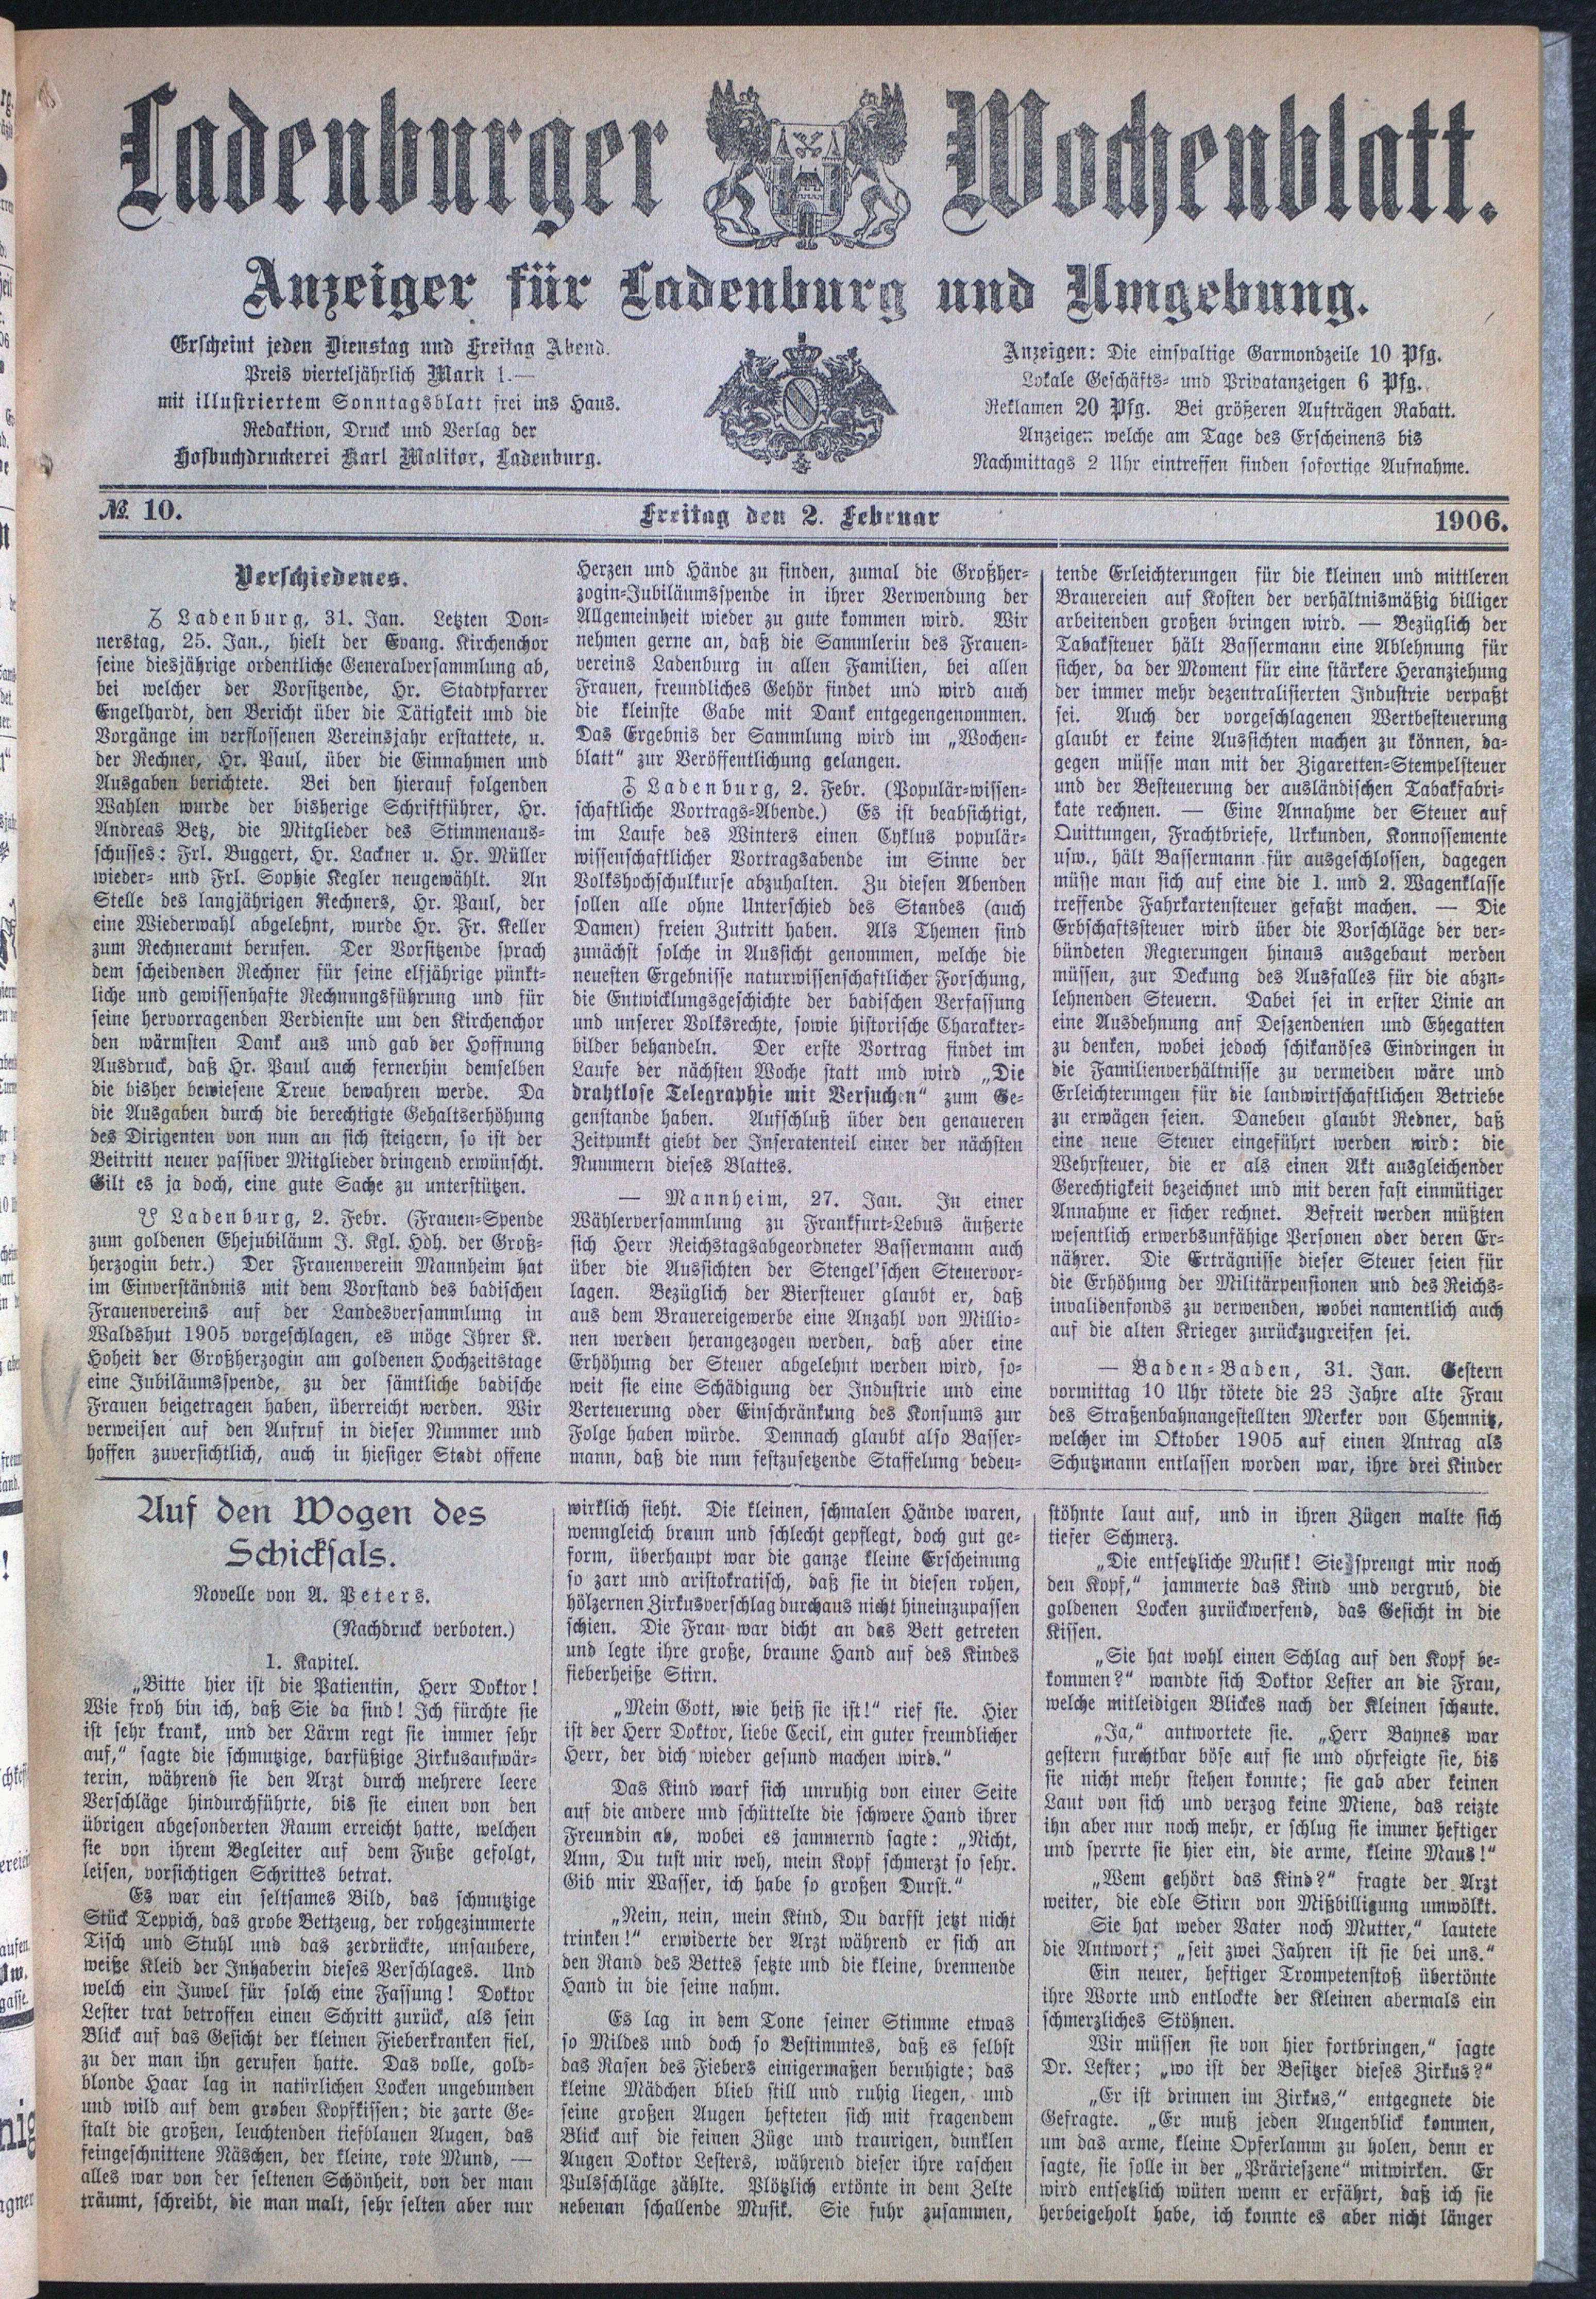 Ladenburger Wochenblatt.
Anzeiger für Ladenburg und Umgebung.
Erscheint jeden Dienstag und Freitag Abend.
Preis vierteljährlich Mark 1.—
mit illustriertem Sonntagsblatt frei ins Haus.
Redaktion, Druck und Verlag der
Hofbuchdruckerei Karl Molitor, Ladenburg.
Anzeigen: Die einspaltige Garmondzeile 10 Pfg.
Lokale Geschäfts- und Privatanzeigen 6 Pfg.
Reklamen 20 Pfg. Bei größeren Aufträgen Rabatt.
Anzeigen welche am Tage des Erscheinens bis
Nachmittags 2 Uhr eintreffen finden sofortige Aufnahme.
№ 10.
Freitag den 2. Februar
1906.
Verschiedenes.
Ladenburg, 31. Jan. Letzten Don-
nerstag, 25. Jan., hielt der Evang. Kirchenchor
seine diesjährige ordentliche Generalversammlung ab,
bei welcher der Vorsitzende, Hr. Stadtpfarrer
Engelhardt, den Bericht über die Tätigkeit und die
Vorgänge im verflossenen Vereinsjahr erstattete, u.
der Rechner, Hr. Paul, über die Einnahmen und
Ausgaben berichtete. Bei den hierauf folgenden
Wahlen wurde der bisherige Schriftführer, Hr.
Andreas Betz, die Mitglieder des Stimmenaus-
schusses: Frl. Buggert, Hr. Lackner u. Hr. Müller
wieder- und Frl. Sophie Kegler neugewählt. An
Stelle des langjährigen Rechners, Hr. Paul, der
eine Wiederwahl abgelehnt, wurde Hr. Fr. Keller
zum Rechneramt berufen. Der Vorsitzende sprach
dem scheidenden Rechner für seine elfjährige pünkt-
liche und gewissenhafte Rechnungsführung und für
seine hervorragenden Verdienste um den Kirchenchor
den wärmsten Dank aus und gab der Hoffnung
Ausdruck, daß Hr. Paul auch fernerhin demselben
die bisher bewiesene Treue bewahren werde. Da
die Ausgaben durch die berechtigte Gehaltserhöhung
des Dirigenten von nun an sich steigern, so ist der
Beitritt neuer passiver Mitglieder dringend erwünscht.
Gilt es ja doch, eine gute Sache zu unterstützen.
Ladenburg, 2. Febr. (Frauen-Spende
zum goldenen Ehejubiläum J. Kgl. Hoh. der Groß-
herzogin betr.) Der Frauenverein Mannheim hat
im Einverständnis mit dem Vorstand des badischen
Frauenvereins auf der Landesversammlung in
Waldshut 1905 vorgeschlagen, es möge Ihrer K.
Hoheit der Großherzogin am goldenen Hochzeitstage
eine Jubiläumsspende, zu der sämtliche badische
Frauen beigetragen haben, überreicht werden. Wir
verweisen auf den Aufruf in dieser Nummer und
hoffen zuversichtlich, auch in hiesiger Stadt offene
Herzen und Hände zu finden, zumal die Großher-
zogin-Jubiläumsspende in ihrer Verwendung der
Allgemeinheit wieder zu gute kommen wird. Wir
nehmen gerne an, daß die Sammlerin des Frauen-
vereins Ladenburg in allen Familien, bei allen
Frauen, freundliches Gehör findet und wird auch
die kleinste Gabe mit Dank entgegengenommen.
Das Ergebnis der Sammlung wird im „Wochen-
blatt“ zur Veröffentlichung gelangen.
Ladenburg, 2. Febr. (Populär-wissen-
schaftliche Vortrags-Abende.) Es ist beabsichtigt,
im Laufe des Winters einen Cyklus populär-
wissenschaftlicher Vortragsabende im Sinne der
Volkshochschulkurse abzuhalten. Zu diesen Abenden
sollen alle ohne Unterschied des Standes (auch
Damen) freien Zutritt haben. Als Themen sind
zunächst solche in Aussicht genommen, welche die
neuesten Ergebnisse naturwissenschaftlicher Forschung,
die Entwicklungsgeschichte der badischen Verfassung
und unserer Volksrechte, sowie historische Charakter-
bilder behandeln. Der erste Vortrag findet im
Laufe der nächsten Woche statt und wird „Die
drahtlose Telegraphie mit Versuchen“ zum Ge-
genstande haben. Aufschluß über den genaueren
Zeitpunkt giebt der Inseratenteil einer der nächsten
Nummern dieses Blattes.
— Mannheim, 27. Jan. In einer
Wählerversammlung zu Frankfurt-Lebus äußerte
sich Herr Reichstagsabgeordneter Bassermann auch
über die Aussichten der Stengel'schen Steuervor-
lagen. Bezüglich der Biersteuer glaubt er, daß
aus dem Brauereigewerbe eine Anzahl von Millio-
nen werden herangezogen werden, daß aber eine
Erhöhung der Steuer abgelehnt werden wird, so-
weit sie eine Schädigung der Industrie und eine
Verteuerung oder Einschränkung des Konsums zur
Folge haben würde. Demnach glaubt also Basser-
mann, daß die nun festzusetzende Staffelung bedeu-
tende Erleichterungen für die kleinen und mittleren
Brauereien auf Kosten der verhältnismäßig billiger
arbeitenden großen bringen wird. — Bezüglich der
Tabaksteuer hält Bassermann eine Ablehnung für
sicher, da der Moment für eine stärkere Heranziehung
der immer mehr dezentralisierten Industrie verpaßt
sei. Auch der vorgeschlagenen Wertbesteuerung
glaubt er keine Aussichten machen zu können, da-
gegen müsse man mit der Zigaretten-Stempelsteuer
und der Besteuerung der ausländischen Tabakfabri-
kate rechnen. — Eine Annahme der Steuer auf
Quittungen, Frachtbriefe, Urkunden, Konnossemente
usw., hält Bassermann für ausgeschlossen, dagegen
müsse man sich auf eine die 1. und 2. Wagenklasse
treffende Fahrkartensteuer gefaßt machen. — Die
Erbschaftssteuer wird über die Vorschläge der ver-
bündeten Regierungen hinaus ausgebaut werden
müssen, zur Deckung des Ausfalles für die abzn-
lehnenden Steuern. Dabei sei in erster Linie an
eine Ausdehnung anf Deszendenten und Ehegatten
zu denken, wobei jedoch schikanöses Eindringen in
die Familienverhältnisse zu vermeiden wäre und
Erleichterungen für die landwirtschaftlichen Betriebe
zu erwägen seien. Daneben glaubt Redner, daß
eine neue Steuer eingeführt werden wird: die
Wehrsteuer, die er als einen Akt ausgleichender
Gerechtigkeit bezeichnet und mit deren fast einmütiger
Annahme er sicher rechnet. Befreit werden müßten
wesentlich erwerbsunfähige Personen oder deren Er-
nährer. Die Erträgnisse dieser Steuer seien für
die Erhöhung der Militärpensionen und des Reichs-
invalidenfonds zu verwenden, wobei namentlich auch
auf die alten Krieger zurückzugreifen sei.
— Baden-Baden, 31. Jan. Gestern
vormittag 10 Uhr tötete die 23 Jahre alte Frau
des Straßenbahnangestellten Merker von Chemnitz,
welcher im Oktober 1905 auf einen Antrag als
Schutzmann entlassen worden war, ihre drei Kinder
Auf den Wogen des
Schicksals.
Novelle von A. Peters.
(Nachdruck verboten.)
1. Kapitel.
„Bitte hier ist die Patientin, Herr Doktor!
Wie froh bin ich, daß Sie da sind! Ich fürchte sie
ist sehr krank, und der Lärm regt sie immer sehr
auf,“ sagte die schmutzige, barfüßige Zirkusaufwär-
terin, während sie den Arzt durch mehrere leere
Verschläge hindurchführte, bis sie einen von den
übrigen abgesonderten Raum erreicht hatte, welchen
sie von ihrem Begleiter auf dem Fuße gefolgt,
leisen, vorsichtigen Schrittes betrat.
Es war ein seltsames Bild, das schmutzige
Stück Teppich, das grobe Bettzeug, der rohgezimmerte
Tisch und Stuhl und das zerdrückte, unsaubere,
weiße Kleid der Inhaberin dieses Verschlages. Und
welch ein Juwel für solch eine Fassung! Doktor
Lester trat betroffen einen Schritt zurück, als sein
Blick auf das Gesicht der kleinen Fieberkranken fiel,
zu der man ihn gerufen hatte. Das volle, gold-
blonde Haar lag in natürlichen Locken ungebunden
und wild auf dem groben Kopfkissen; die zarte Ge-
stalt die großen, leuchtenden tiefblauen Augen, das
feingeschnittene Näschen, der kleine, rote Mund, —
alles war von der seltenen Schönheit, von der man
träumt, schreibt, die man malt, sehr selten aber nur
wirklich sieht. Die kleinen, schmalen Hände waren,
wenngleich braun und schlecht gepflegt, doch gut ge-
form, überhaupt war die ganze kleine Erscheinung
so zart und aristokratisch, daß sie in diesen rohen,
hölzernen Zirkusverschlag durchaus nicht hineinzupassen
schien. Die Frau war dicht an das Bett getreten
und legte ihre große, braune Hand auf des Kindes
fieberheiße Stirn.
„Mein Gott, wie heiß sie ist!“ rief sie. Hier
ist der Herr Doktor, liebe Cecil, ein guter freundlicher
Herr, der dich wieder gesund machen wird.“
Das Kind warf sich unruhig von einer Seite
auf die andere und schüttelte die schwere Hand ihrer
Freundin ab, wobei es jammernd sagte: „Nicht,
Ann, Du tust mir weh, mein Kopf schmerzt so sehr.
Gib mir Wasser, ich habe so großen Durst.“
„Nein, nein, mein Kind, Du darfst jetzt nicht
trinken!“ erwiderte der Arzt während er sich an
den Rand des Bettes setzte und die kleine, brennende
Hand in die seine nahm.
Es lag in dem Tone seiner Stimme etwas
so Mildes und doch so Bestimmtes, daß es selbst
das Rasen des Fiebers einigermaßen beruhigte; das
kleine Mädchen blieb still und ruhig liegen, und
seine großen Augen hefteten sich mit fragendem
Blick auf die feinen Züge und traurigen, dunklen
Augen Doktor Lesters, während dieser ihre raschen
Pulsschläge zählte. Plötzlich ertönte in dem Zelte
nebenan schallende Musik. Sie fuhr zusammen,
stöhnte laut auf, und in ihren Zügen malte sich
tiefer Schmerz.
„Die entsetzliche Musik! Sie sprengt mir noch
den Kopf,“ jammerte das Kind und vergrub, die
goldenen Locken zurückwerfend, das Gesicht in die
Kissen.
„Sie hat wohl einen Schlag auf den Kopf be-
kommen?“ wandte sich Doktor Lester an die Frau,
welche mitleidigen Blickes nach der Kleinen schaute.
„Ja,“ antwortete sie. „Herr Baynes war
gestern furchtbar böse auf sie und ohrfeigte sie, bis
sie nicht mehr stehen konnte; sie gab aber keinen
Laut von sich und verzog keine Miene, das reizte
ihn aber nur noch mehr, er schlug sie immer heftiger
und sperrte sie hier ein, die arme, kleine Maus!“
„Wem gehört das Kind?“ fragte der Arzt
weiter, die edle Stirn von Mißbilligung umwölkt.
Sie hat weder Vater noch Mutter,“ lautete
die Antwort; „seit zwei Jahren ist sie bei uns.“
Ein neuer, heftiger Trompetenstoß übertönte
ihre Worte und entlockte der Kleinen abermals ein
schmerzliches Stöhnen.
Wir müssen sie von hier fortbringen,“ sagte
Dr. Lester; „wo ist der Besitzer dieses Zirkus?“
„Er ist drinnen im Zirkus,“ entgegnete die
Gefragte. „Er muß jeden Augenblick kommen,
um das arme, kleine Opferlamm zu holen, denn er
sagte, sie solle in der „Prärieszene“ mitwirken. Er
wird entsetzlich wüten wenn er erfährt, daß ich sie
herbeigeholt habe, ich konnte es aber nicht länger